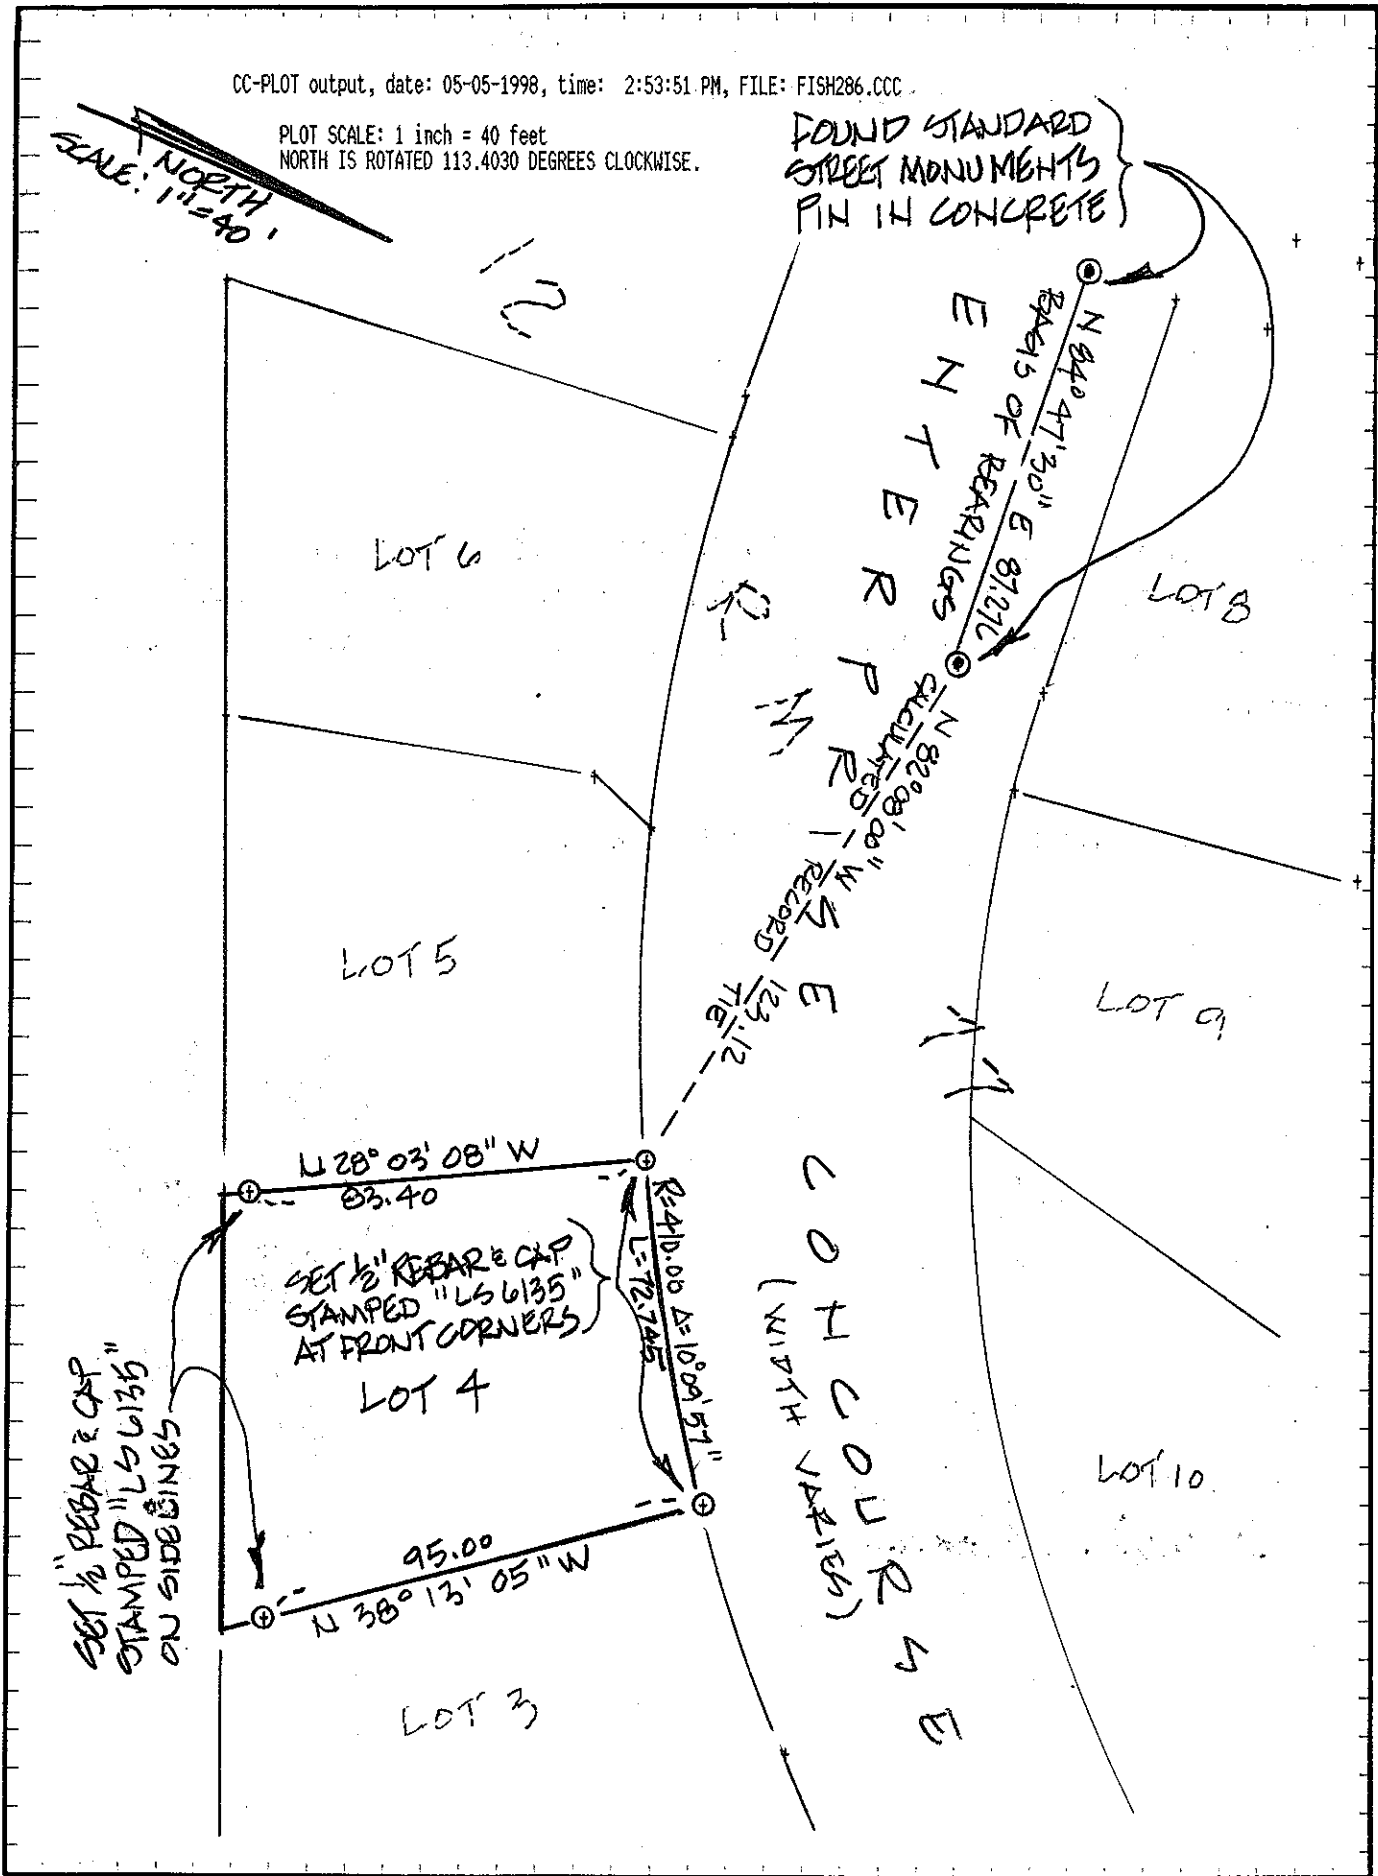 CC-PLOT output, date: 05-05-1998, time: 2:53:51 PM, FILE: FISH286.CCC
PLOT SCALE: 1 inch = 40 feet
NORTH IS ROTATED 113.4030 DEGREES CLOCKWISE.
NORTH
SCALE: 1"=40'
FOUND STANDARD
STREET MONUMENTS
PIN IN CONCRETE
12
N 84° 47' 30" E 87.27
BASIS OF BEARINGS
ENTERPRISE CONCOURSE
(WIDTH VARIES)
LOT 6
LOT 8
N 82° 08' 00" W 123.12
CALCULATED RECORD TIE
LOT 5
LOT 9
N 28° 03' 08" W
83.40
R=410.00 Δ=10° 09' 57"
L=72.745
SET 1/2" REBAR & CAP
STAMPED "LS 6135"
AT FRONT CORNERS
LOT 4
SET 1/2" REBAR & CAP
STAMPED "LS 6135"
ON SIDELINES
LOT 10
95.00
N 38° 13' 05" W
LOT 3